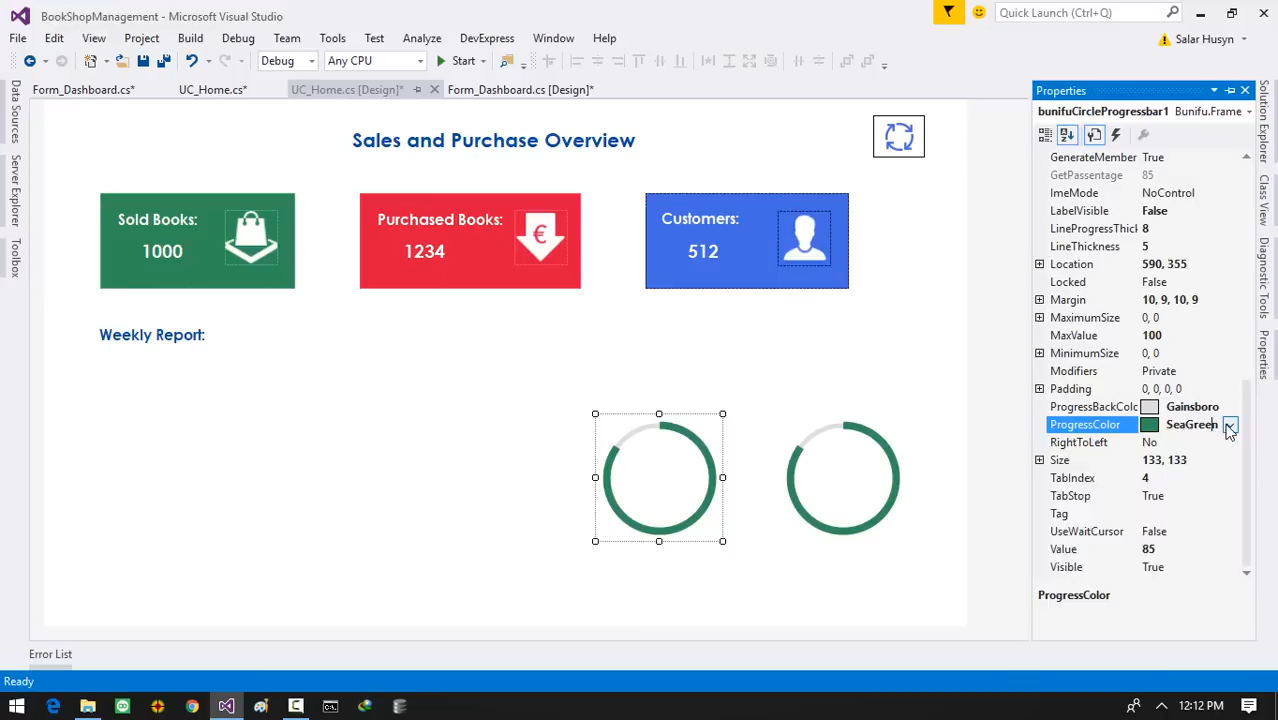 BookShopManagement - Microsoft Visual Studio
Quick Launch (Ctrl+Q)
File Edit View Project Build Debug Team Tools Test Analyze DevExpress Window Help
Salar Husyn
Debug Any CPU Start
Form_Dashboard.cs* UC_Home.cs* UC_Home.cs [Design]* Form_Dashboard.cs [Design]*
Data Sources
Server Explorer
Toolbox
Sales and Purchase Overview
Sold Books:
1000
Purchased Books:
1234
€
Customers:
512
Weekly Report:
Properties
bunifuCircleProgressbar1 Bunifu.Frame
GenerateMember True
GetPassentage 85
ImeMode NoControl
LabelVisible False
LineProgressThick 8
LineThickness 5
Location 590, 355
Locked False
Margin 10, 9, 10, 9
MaximumSize 0, 0
MaxValue 100
MinimumSize 0, 0
Modifiers Private
Padding 0, 0, 0, 0
ProgressBackColc Gainsboro
ProgressColor SeaGreen
RightToLeft No
Size 133, 133
TabIndex 4
TabStop True
Tag
UseWaitCursor False
Value 85
Visible True
ProgressColor
Solution Explorer
Class View
Diagnostic Tools
Properties
Error List
Ready
12:12 PM